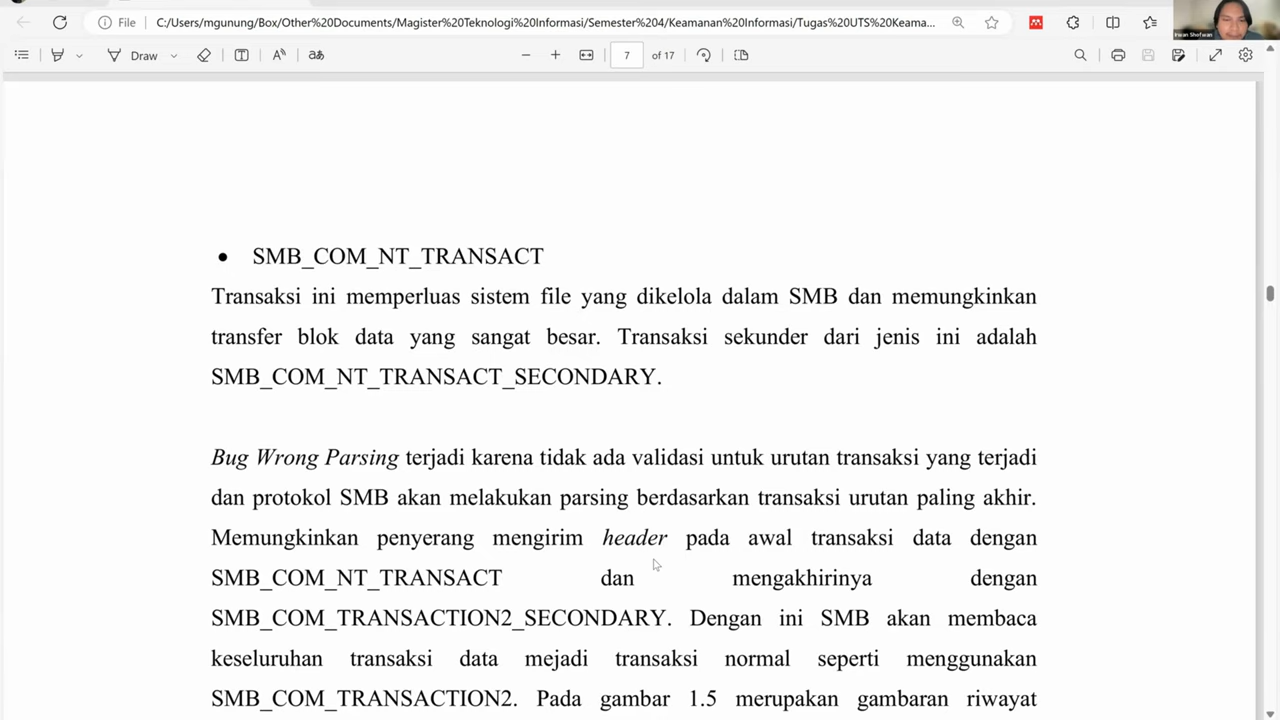 File
C:/Users/mgunung/Box/Other%20Documents/Magister%20Teknologi%20Informasi/Semester%204/Keamanan%20Informasi/Tugas%20UTS%20Keama...
Irwan Shofwan
Draw
7 of 17
• SMB_COM_NT_TRANSACT
Transaksi ini memperluas sistem file yang dikelola dalam SMB dan memungkinkan
transfer blok data yang sangat besar. Transaksi sekunder dari jenis ini adalah
SMB_COM_NT_TRANSACT_SECONDARY.
Bug Wrong Parsing terjadi karena tidak ada validasi untuk urutan transaksi yang terjadi
dan protokol SMB akan melakukan parsing berdasarkan transaksi urutan paling akhir.
Memungkinkan penyerang mengirim header pada awal transaksi data dengan
SMB_COM_NT_TRANSACT dan mengakhirinya dengan
SMB_COM_TRANSACTION2_SECONDARY. Dengan ini SMB akan membaca
keseluruhan transaksi data mejadi transaksi normal seperti menggunakan
SMB_COM_TRANSACTION2. Pada gambar 1.5 merupakan gambaran riwayat